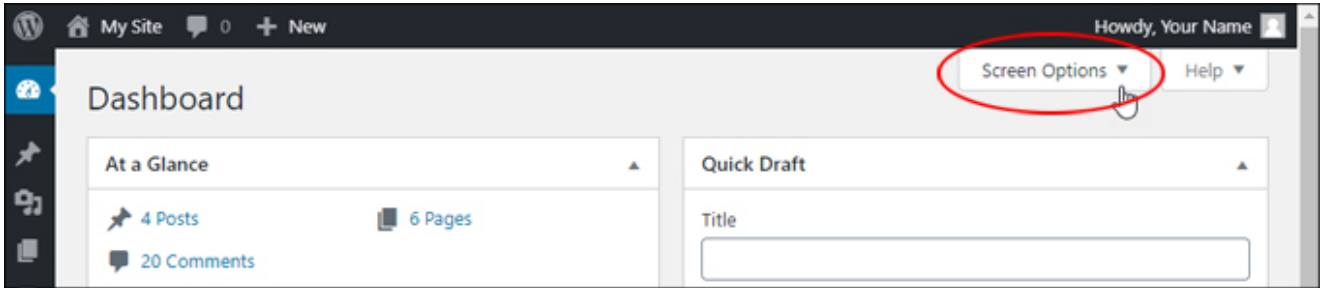 My Site 0 New Howdy, Your Name
Screen Options Help
Dashboard
At a Glance
4 Posts 6 Pages
20 Comments
Quick Draft
Title